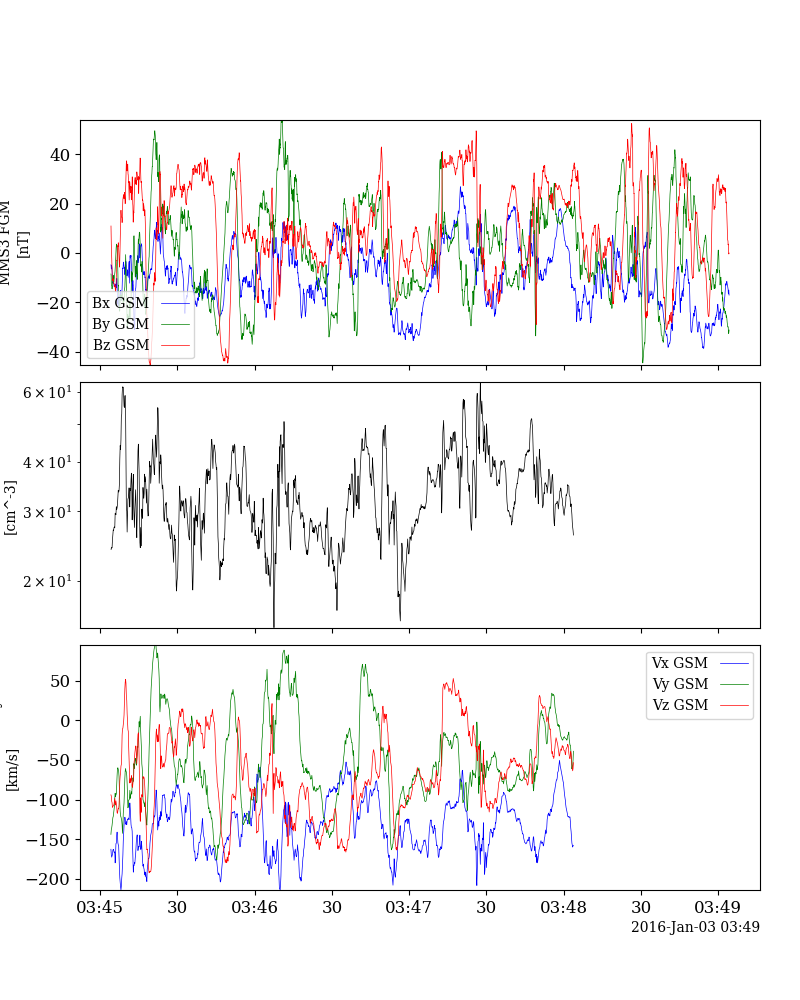 MMS3 FGM
[nT]
40
20
0
−20
−40
Bx GSM
By GSM
Bz GSM
[cm^-3]
6 × 10¹
4 × 10¹
3 × 10¹
2 × 10¹
[km/s]
50
0
−50
−100
−150
−200
Vx GSM
Vy GSM
Vz GSM
03:45 30 03:46 30 03:47 30 03:48 30 03:49
2016-Jan-03 03:49